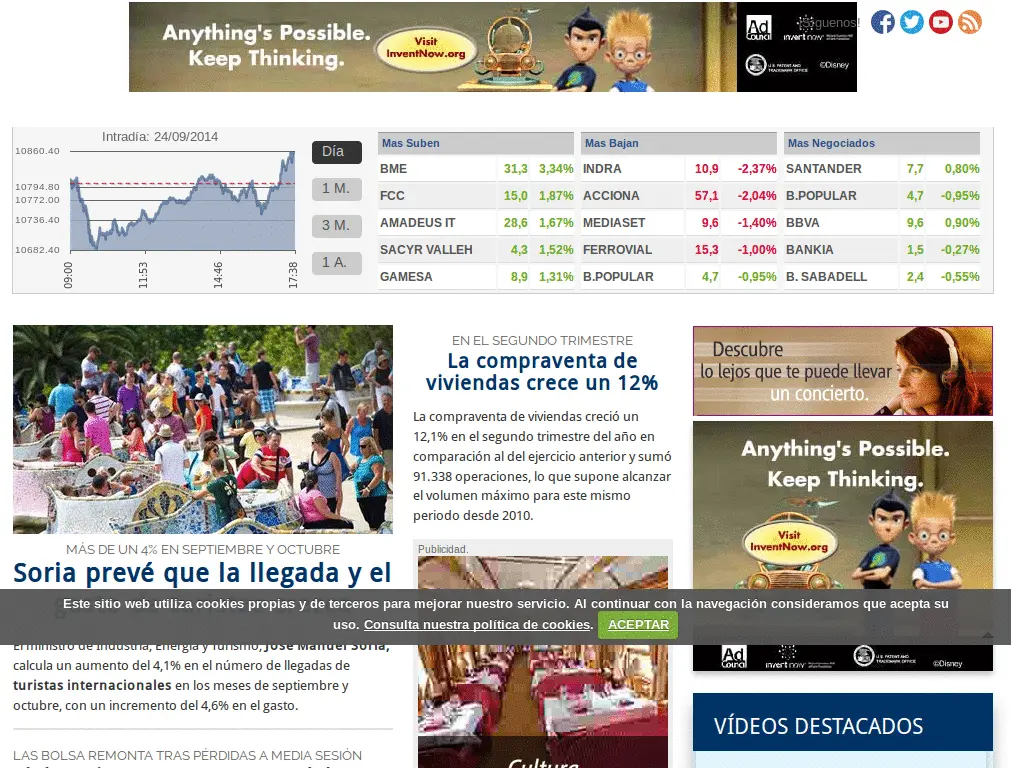 Anything's Possible.
Keep Thinking.
Visit
InventNow.org
Ad
Council
invent now
U.S. PATENT AND
TRADEMARK OFFICE
©Disney
¡Síguenos!
Intradía: 24/09/2014
10860.40
10794.80
10772.00
10736.40
10682.40
09:00
11:53
14:46
17:38
Día
1 M.
3 M.
1 A.
Mas Suben
BME 31,3 3,34%
FCC 15,0 1,87%
AMADEUS IT 28,6 1,67%
SACYR VALLEH 4,3 1,52%
GAMESA 8,9 1,31%
Mas Bajan
INDRA 10,9 -2,37%
ACCIONA 57,1 -2,04%
MEDIASET 9,6 -1,40%
FERROVIAL 15,3 -1,00%
B.POPULAR 4,7 -0,95%
Mas Negociados
SANTANDER 7,7 0,80%
B.POPULAR 4,7 -0,95%
BBVA 9,6 0,90%
BANKIA 1,5 -0,27%
B. SABADELL 2,4 -0,55%
MÁS DE UN 4% EN SEPTIEMBRE Y OCTUBRE
Soria prevé que la llegada y el
El ministro de Industria, Energía y Turismo, José Manuel Soria,
calcula un aumento del 4,1% en el número de llegadas de
turistas internacionales en los meses de septiembre y
octubre, con un incremento del 4,6% en el gasto.
LAS BOLSA REMONTA TRAS PÉRDIDAS A MEDIA SESIÓN
EN EL SEGUNDO TRIMESTRE
La compraventa de
viviendas crece un 12%
La compraventa de viviendas creció un
12,1% en el segundo trimestre del año en
comparación al del ejercicio anterior y sumó
91.338 operaciones, lo que supone alcanzar
el volumen máximo para este mismo
periodo desde 2010.
Publicidad.
Cultura
Descubre
lo lejos que te puede llevar
un concierto.
Anything's Possible.
Keep Thinking.
Visit
InventNow.org
Ad
Council
invent now
U.S. PATENT AND
TRADEMARK OFFICE
©Disney
VÍDEOS DESTACADOS
Este sitio web utiliza cookies propias y de terceros para mejorar nuestro servicio. Al continuar con la navegación consideramos que acepta su
uso. Consulta nuestra política de cookies. ACEPTAR